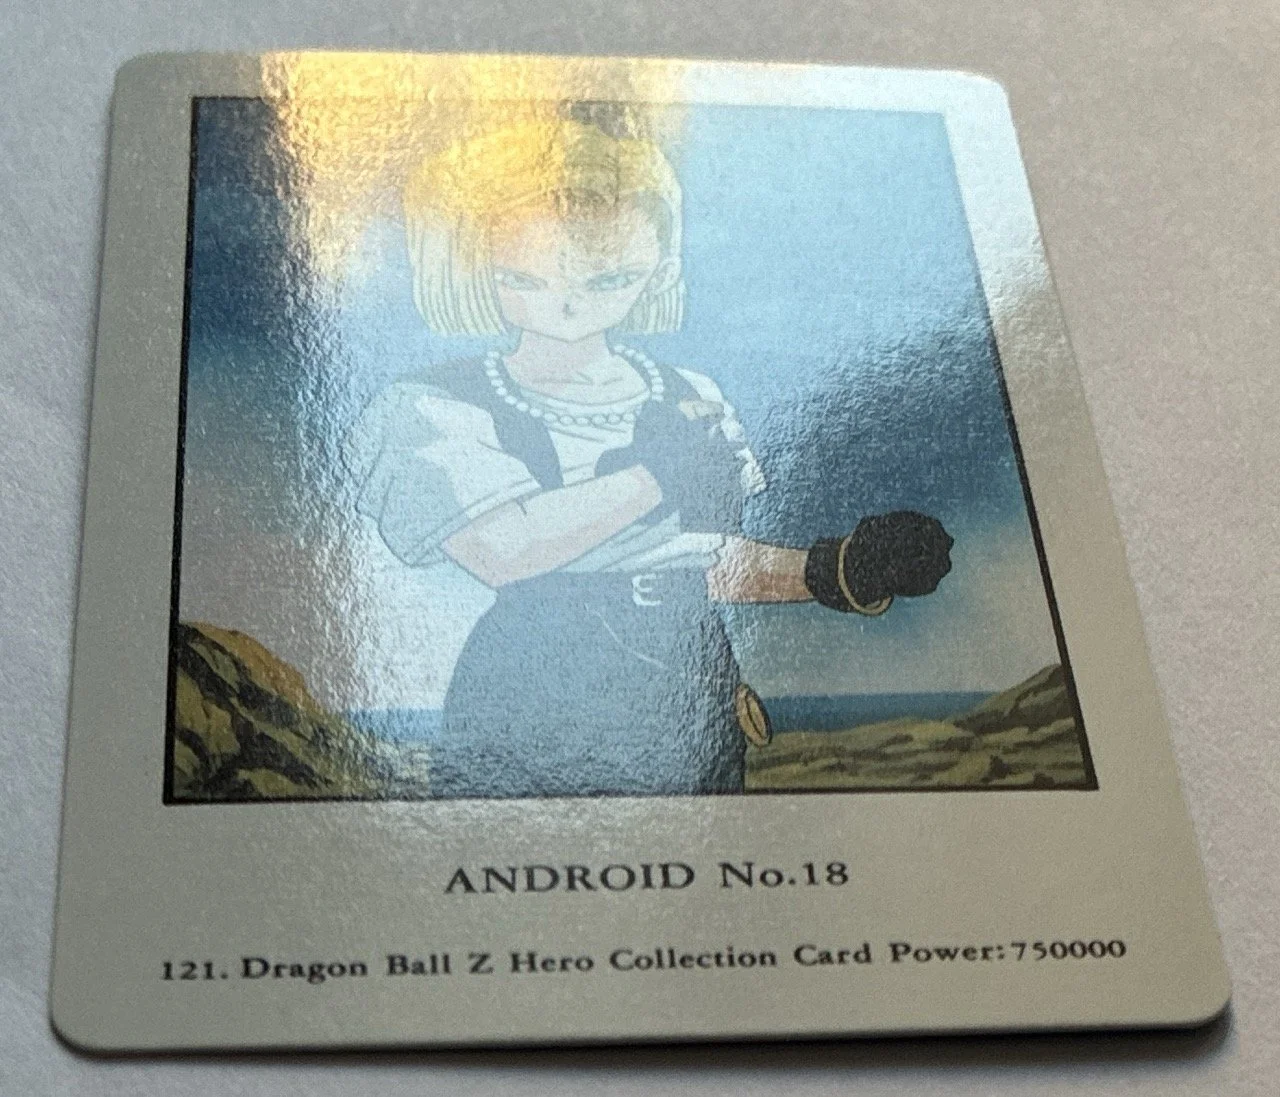 ANDROID No.18
121. Dragon Ball Z Hero Collection Card Power:750000